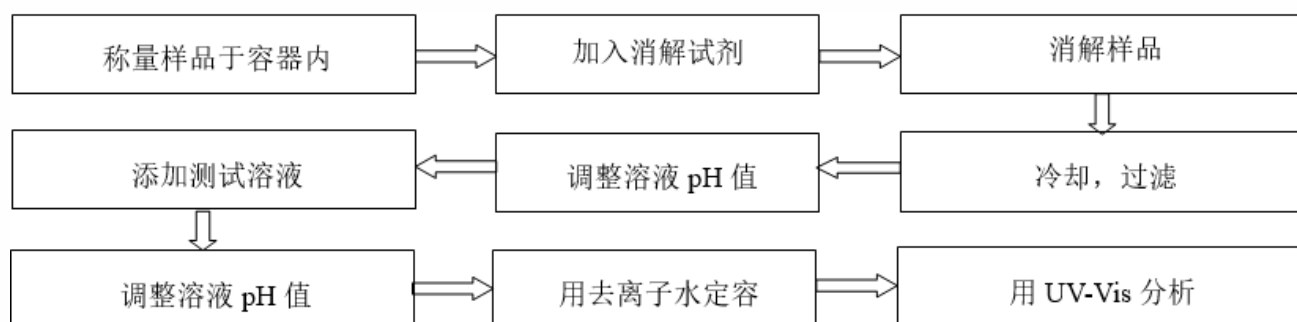 称量样品于容器内
加入消解试剂
消解样品
冷却，过滤
调整溶液 pH 值
添加测试溶液
调整溶液 pH 值
用去离子水定容
用 UV-Vis 分析